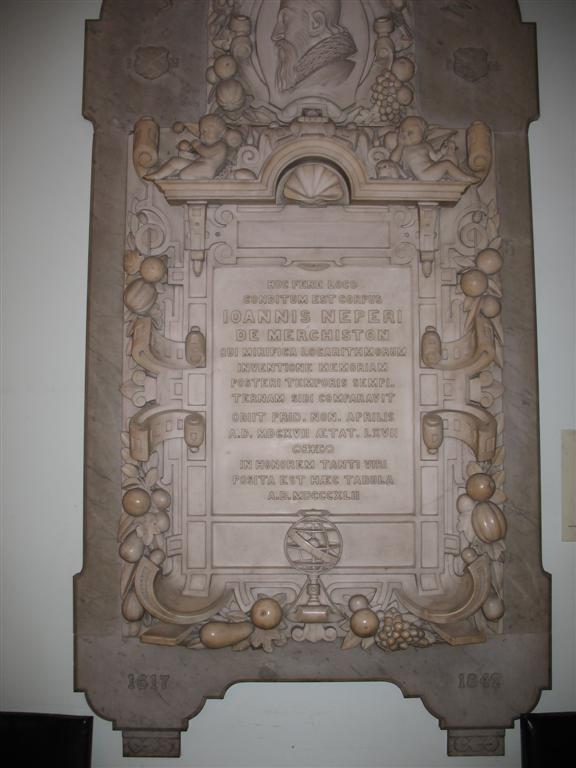 HUC FERE LOCO
CONDITUM EST CORPUS
IOANNIS NEPERI
DE MERCHISTON
QUI MIRIFICA LOGARITHMORUM
INVENTIONE MEMORIAM
POSTERI TEMPORIS SEMPI-
TERNAM SIBI COMPARAVIT
OBIIT PRID. NON. APRILIS
A.D. MDCXVII ÆTAT. LXVII
IN HONOREM TANTI VIRI
POSITA EST HÆC TABULA
A.D. MDCCCXLII
1617 1842